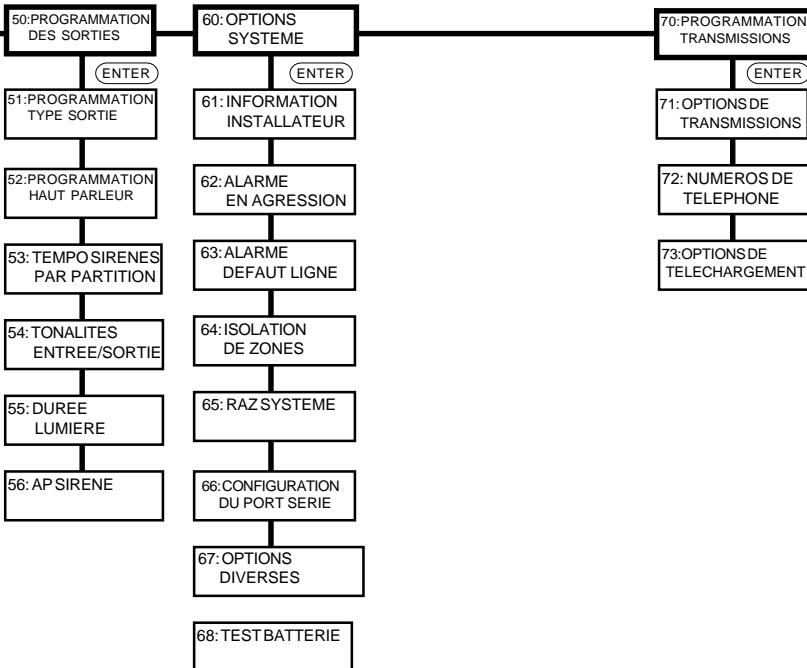 50:PROGRAMMATION
DES SORTIES
ENTER
51:PROGRAMMATION
TYPE SORTIE
52:PROGRAMMATION
HAUT PARLEUR
53: TEMPO SIRENES
PAR PARTITION
54: TONALITES
ENTREE/SORTIE
55: DUREE
LUMIERE
56: AP SIRENE
60: OPTIONS
SYSTEME
ENTER
61: INFORMATION
INSTALLATEUR
62: ALARME
EN AGRESSION
63: ALARME
DEFAUT LIGNE
64: ISOLATION
DE ZONES
65: RAZ SYSTEME
66: CONFIGURATION
DU PORT SERIE
67: OPTIONS
DIVERSES
68: TEST BATTERIE
70:PROGRAMMATION
TRANSMISSIONS
ENTER
71: OPTIONS DE
TRANSMISSIONS
72: NUMEROS DE
TELEPHONE
73:OPTIONS DE
TELECHARGEMENT